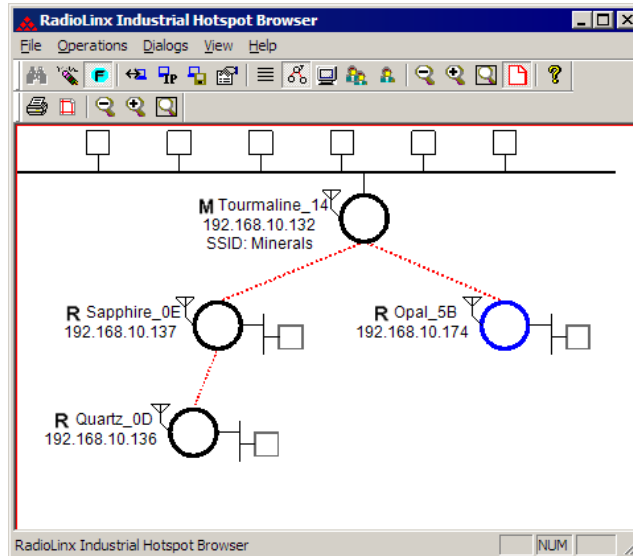 RadioLinx Industrial Hotspot Browser
File Operations Dialogs View Help
F IP ?
M Tourmaline_14
192.168.10.132
SSID: Minerals
R Sapphire_0E
192.168.10.137
R Opal_5B
192.168.10.174
R Quartz_0D
192.168.10.136
RadioLinx Industrial Hotspot Browser NUM